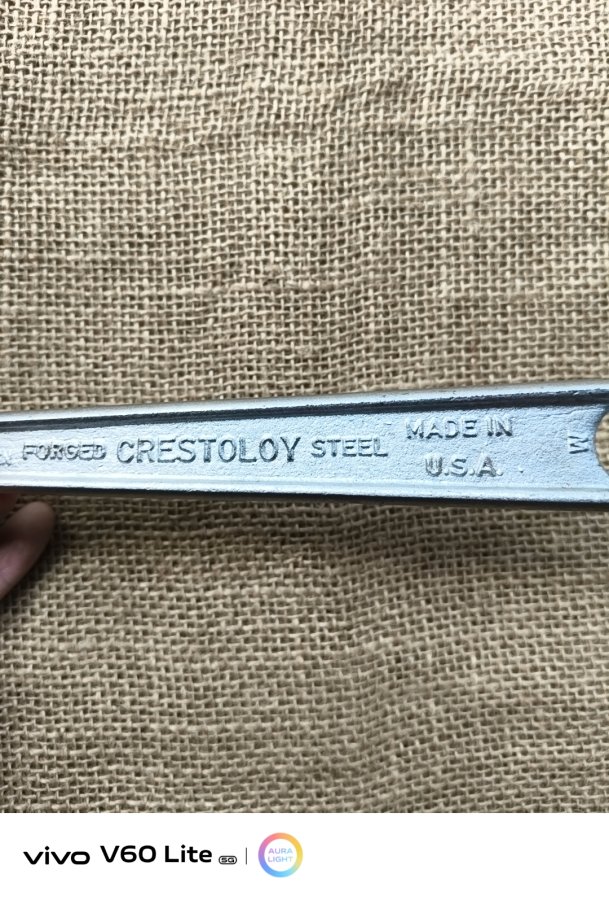 FORGED CRESTOLOY STEEL MADE IN
U.S.A.
M
vivo V60 Lite 5G | AURA
LIGHT